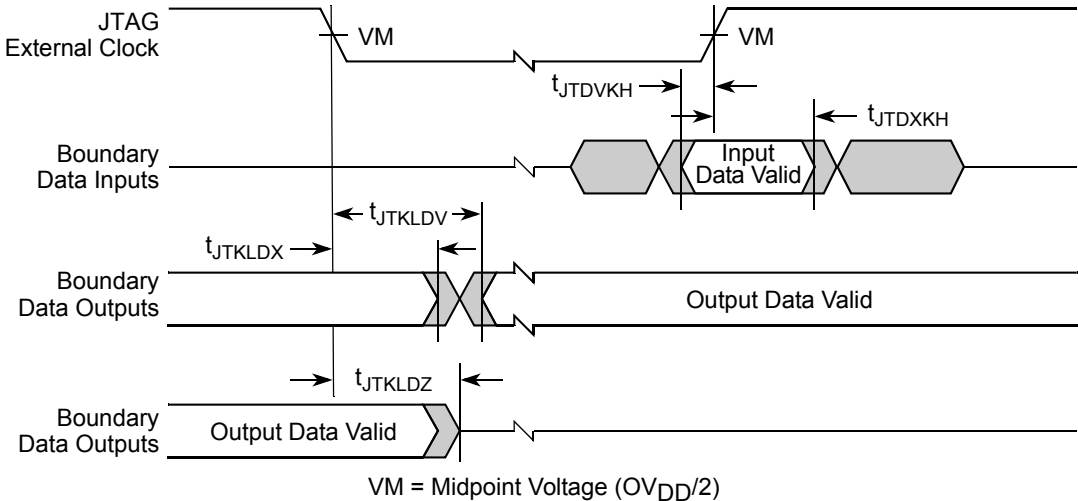 JTAG
External Clock
VM
VM
tJTDVKH
tJTDXKH
Boundary
Data Inputs
Input
Data Valid
tJTKLDV
tJTKLDX
Boundary
Data Outputs
Output Data Valid
tJTKLDZ
Boundary
Data Outputs
Output Data Valid
VM = Midpoint Voltage (OVDD/2)